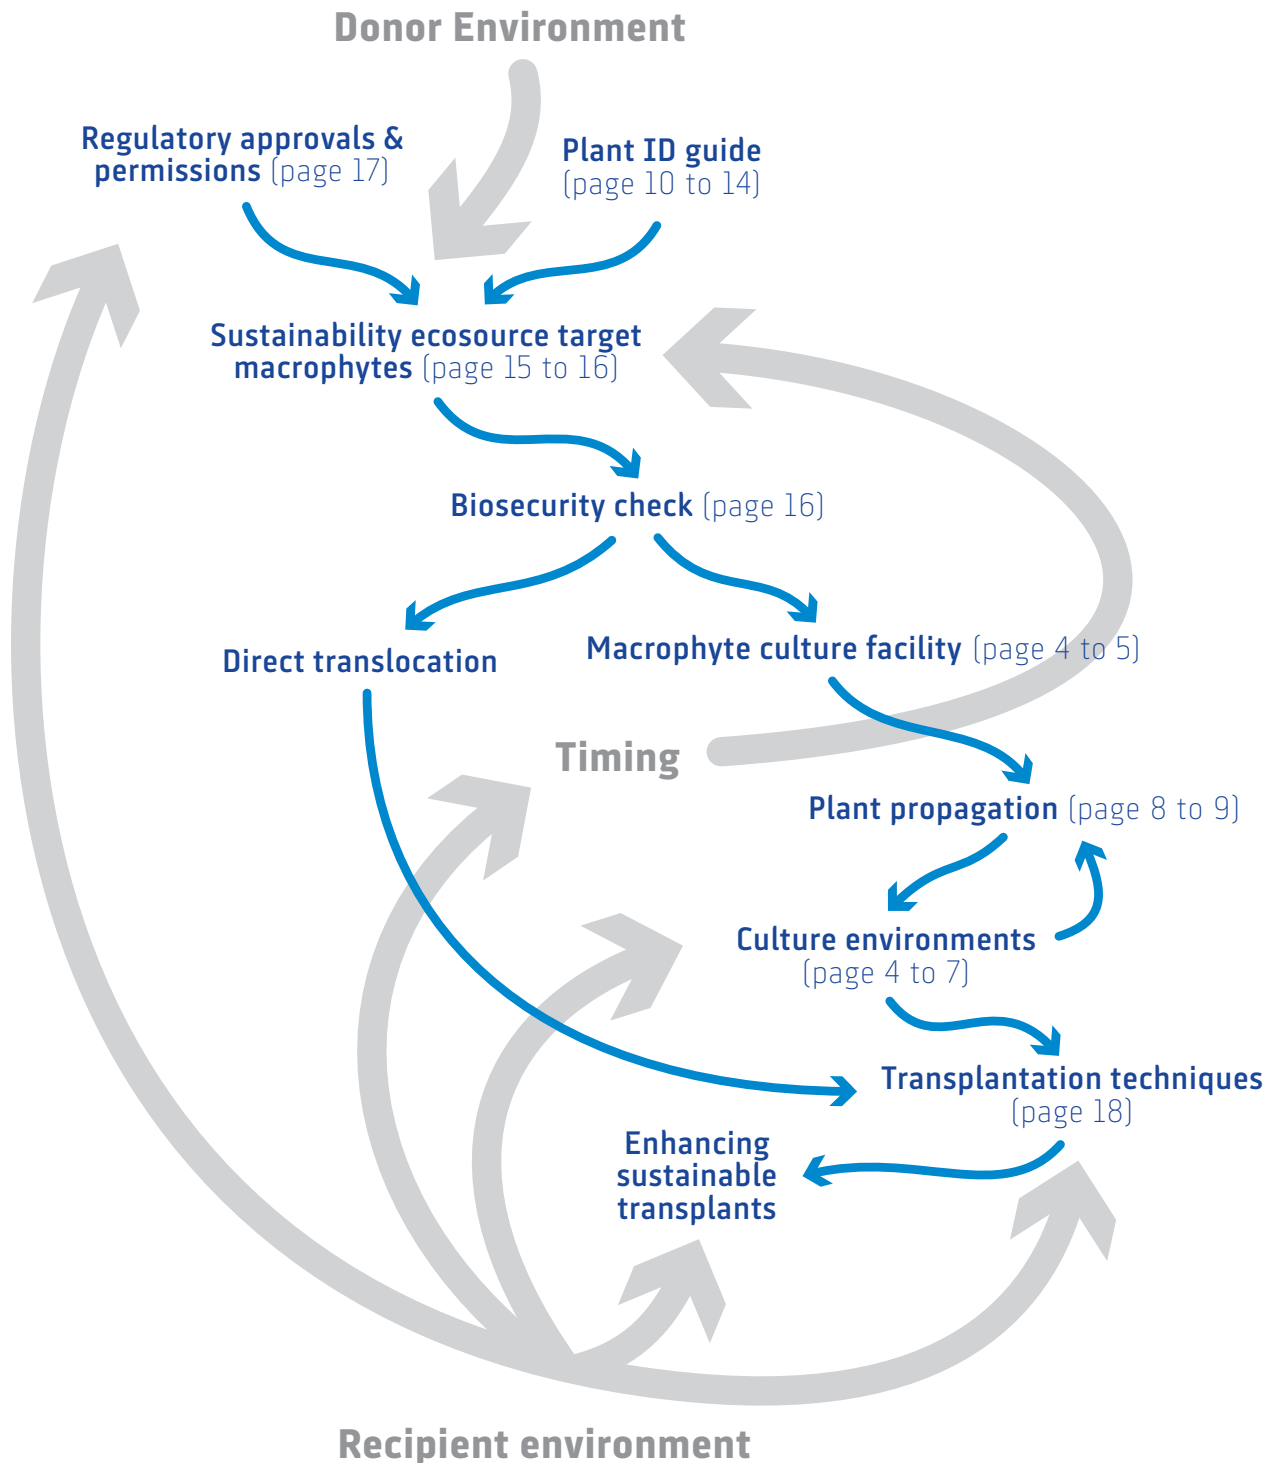 Donor Environment
Regulatory approvals &
permissions (page 17)
Plant ID guide
(page 10 to 14)
Sustainability ecosource target
macrophytes (page 15 to 16)
Biosecurity check (page 16)
Direct translocation
Macrophyte culture facility (page 4 to 5)
Timing
Plant propagation (page 8 to 9)
Culture environments
(page 4 to 7)
Transplantation techniques
(page 18)
Enhancing
sustainable
transplants
Recipient environment